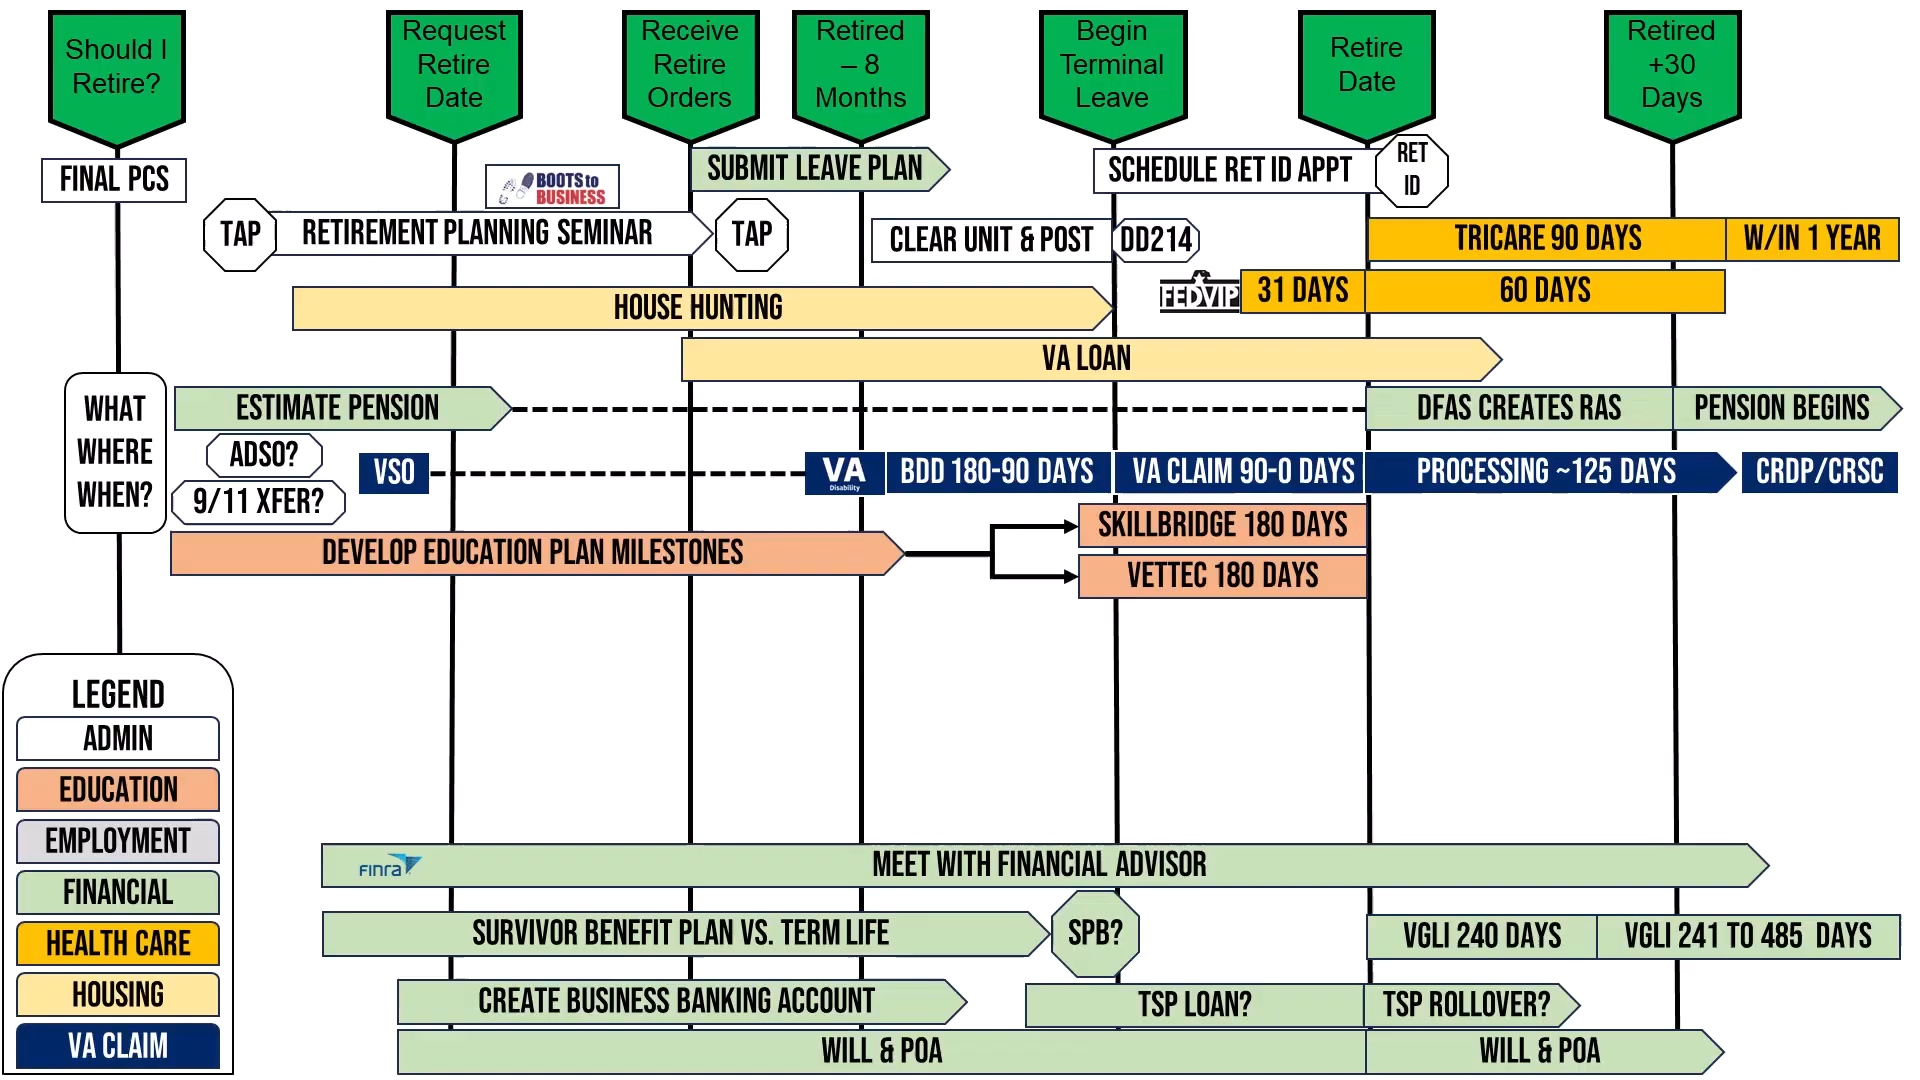 Should I
Retire?
Request
Retire
Date
Receive
Retire
Orders
Retired
– 8
Months
Begin
Terminal
Leave
Retire
Date
Retired
+30
Days
FINAL PCS
BOOTS to
BUSINESS
SUBMIT LEAVE PLAN
SCHEDULE RET ID APPT
RET
ID
TAP
RETIREMENT PLANNING SEMINAR
TAP
CLEAR UNIT & POST
DD214
TRICARE 90 DAYS
W/IN 1 YEAR
FEDVIP
31 DAYS
60 DAYS
HOUSE HUNTING
VA LOAN
WHAT
WHERE
WHEN?
ESTIMATE PENSION
DFAS CREATES RAS
PENSION BEGINS
ADSO?
9/11 XFER?
VSO
VA
Disability
BDD 180-90 DAYS
VA CLAIM 90-0 DAYS
PROCESSING ~125 DAYS
CRDP/CRSC
DEVELOP EDUCATION PLAN MILESTONES
SKILLBRIDGE 180 DAYS
VETTEC 180 DAYS
LEGEND
ADMIN
EDUCATION
EMPLOYMENT
FINANCIAL
HEALTH CARE
HOUSING
VA CLAIM
FINRA
MEET WITH FINANCIAL ADVISOR
SURVIVOR BENEFIT PLAN VS. TERM LIFE
SPB?
VGLI 240 DAYS
VGLI 241 TO 485 DAYS
CREATE BUSINESS BANKING ACCOUNT
TSP LOAN?
TSP ROLLOVER?
WILL & POA
WILL & POA